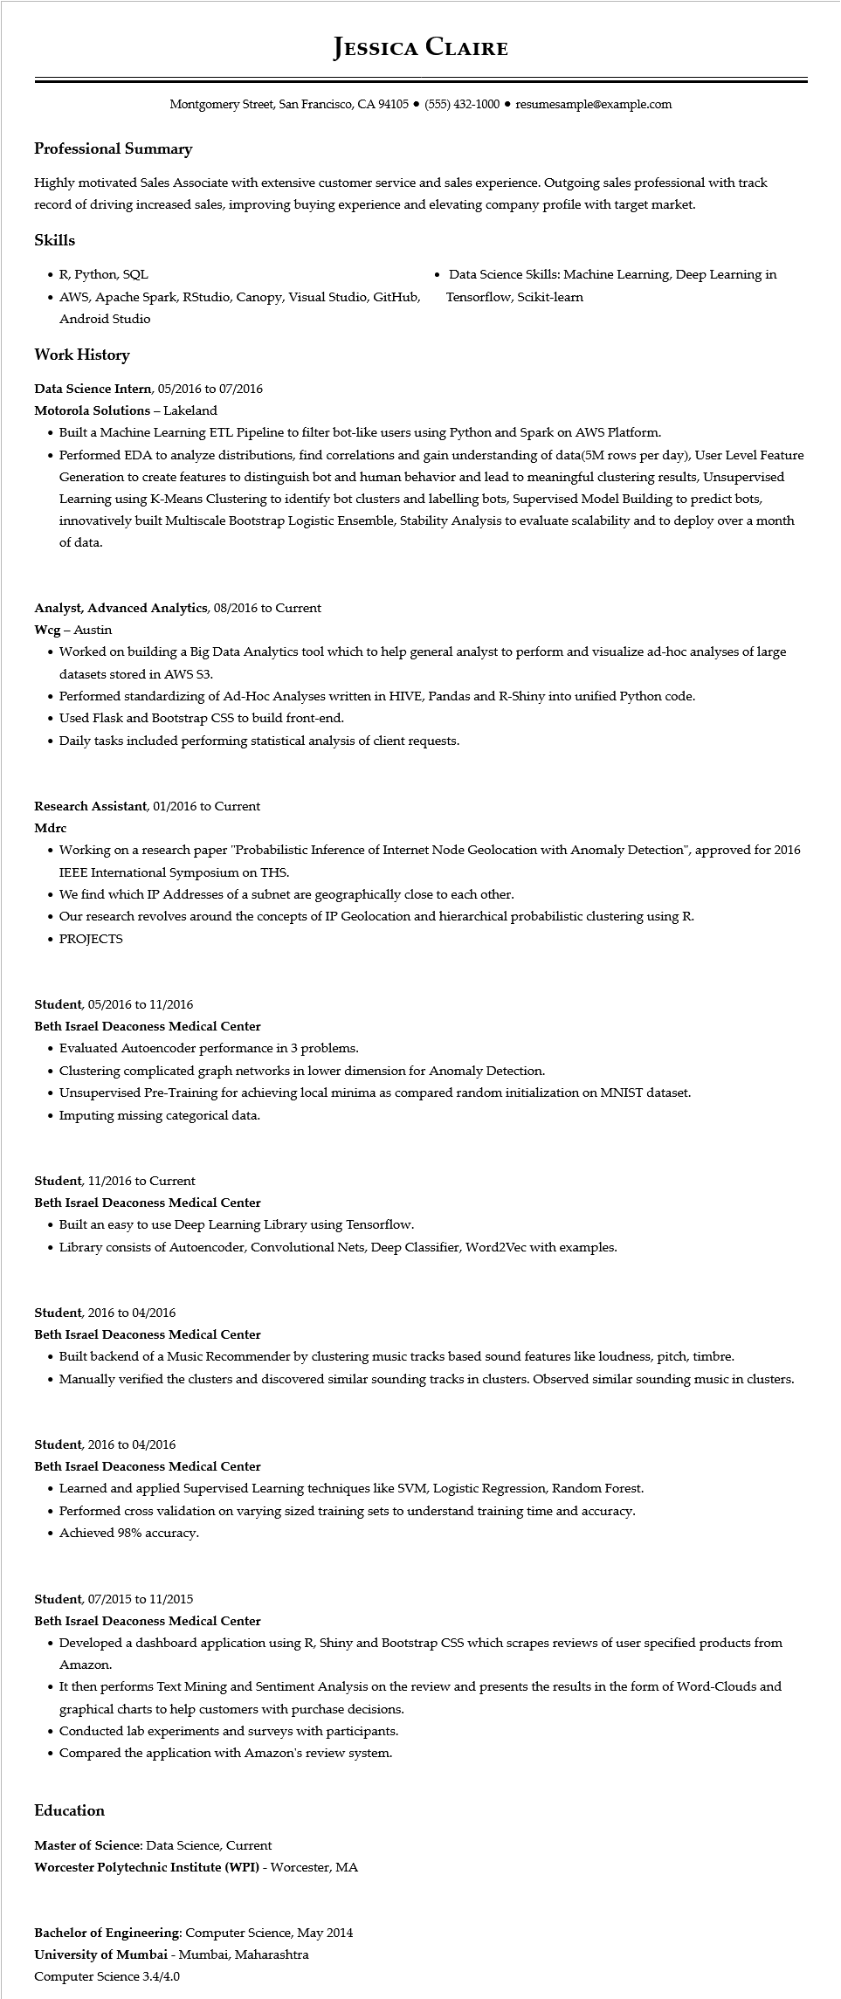 Jessica Claire
Montgomery Street, San Francisco, CA 94105 ● (555) 432-1000 ● resumesample@example.com
Professional Summary
Highly motivated Sales Associate with extensive customer service and sales experience. Outgoing sales professional with track
record of driving increased sales, improving buying experience and elevating company profile with target market.
Skills
• R, Python, SQL
• AWS, Apache Spark, RStudio, Canopy, Visual Studio, GitHub,
Android Studio
• Data Science Skills: Machine Learning, Deep Learning in
Tensorflow, Scikit-learn
Work History
Data Science Intern, 05/2016 to 07/2016
Motorola Solutions – Lakeland
• Built a Machine Learning ETL Pipeline to filter bot-like users using Python and Spark on AWS Platform.
• Performed EDA to analyze distributions, find correlations and gain understanding of data(5M rows per day), User Level Feature
Generation to create features to distinguish bot and human behavior and lead to meaningful clustering results, Unsupervised
Learning using K-Means Clustering to identify bot clusters and labelling bots, Supervised Model Building to predict bots,
innovatively built Multiscale Bootstrap Logistic Ensemble, Stability Analysis to evaluate scalability and to deploy over a month
of data.
Analyst, Advanced Analytics, 08/2016 to Current
Wcg – Austin
• Worked on building a Big Data Analytics tool which to help general analyst to perform and visualize ad-hoc analyses of large
datasets stored in AWS S3.
• Performed standardizing of Ad-Hoc Analyses written in HIVE, Pandas and R-Shiny into unified Python code.
• Used Flask and Bootstrap CSS to build front-end.
• Daily tasks included performing statistical analysis of client requests.
Research Assistant, 01/2016 to Current
Mdrc
• Working on a research paper "Probabilistic Inference of Internet Node Geolocation with Anomaly Detection", approved for 2016
IEEE International Symposium on THS.
• We find which IP Addresses of a subnet are geographically close to each other.
• Our research revolves around the concepts of IP Geolocation and hierarchical probabilistic clustering using R.
• PROJECTS
Student, 05/2016 to 11/2016
Beth Israel Deaconess Medical Center
• Evaluated Autoencoder performance in 3 problems.
• Clustering complicated graph networks in lower dimension for Anomaly Detection.
• Unsupervised Pre-Training for achieving local minima as compared random initialization on MNIST dataset.
• Imputing missing categorical data.
Student, 11/2016 to Current
Beth Israel Deaconess Medical Center
• Built an easy to use Deep Learning Library using Tensorflow.
• Library consists of Autoencoder, Convolutional Nets, Deep Classifier, Word2Vec with examples.
Student, 2016 to 04/2016
Beth Israel Deaconess Medical Center
• Built backend of a Music Recommender by clustering music tracks based sound features like loudness, pitch, timbre.
• Manually verified the clusters and discovered similar sounding tracks in clusters. Observed similar sounding music in clusters.
Student, 2016 to 04/2016
Beth Israel Deaconess Medical Center
• Learned and applied Supervised Learning techniques like SVM, Logistic Regression, Random Forest.
• Performed cross validation on varying sized training sets to understand training time and accuracy.
• Achieved 98% accuracy.
Student, 07/2015 to 11/2015
Beth Israel Deaconess Medical Center
• Developed a dashboard application using R, Shiny and Bootstrap CSS which scrapes reviews of user specified products from
Amazon.
• It then performs Text Mining and Sentiment Analysis on the review and presents the results in the form of Word-Clouds and
graphical charts to help customers with purchase decisions.
• Conducted lab experiments and surveys with participants.
• Compared the application with Amazon's review system.
Education
Master of Science: Data Science, Current
Worcester Polytechnic Institute (WPI) - Worcester, MA
Bachelor of Engineering: Computer Science, May 2014
University of Mumbai - Mumbai, Maharashtra
Computer Science 3.4/4.0